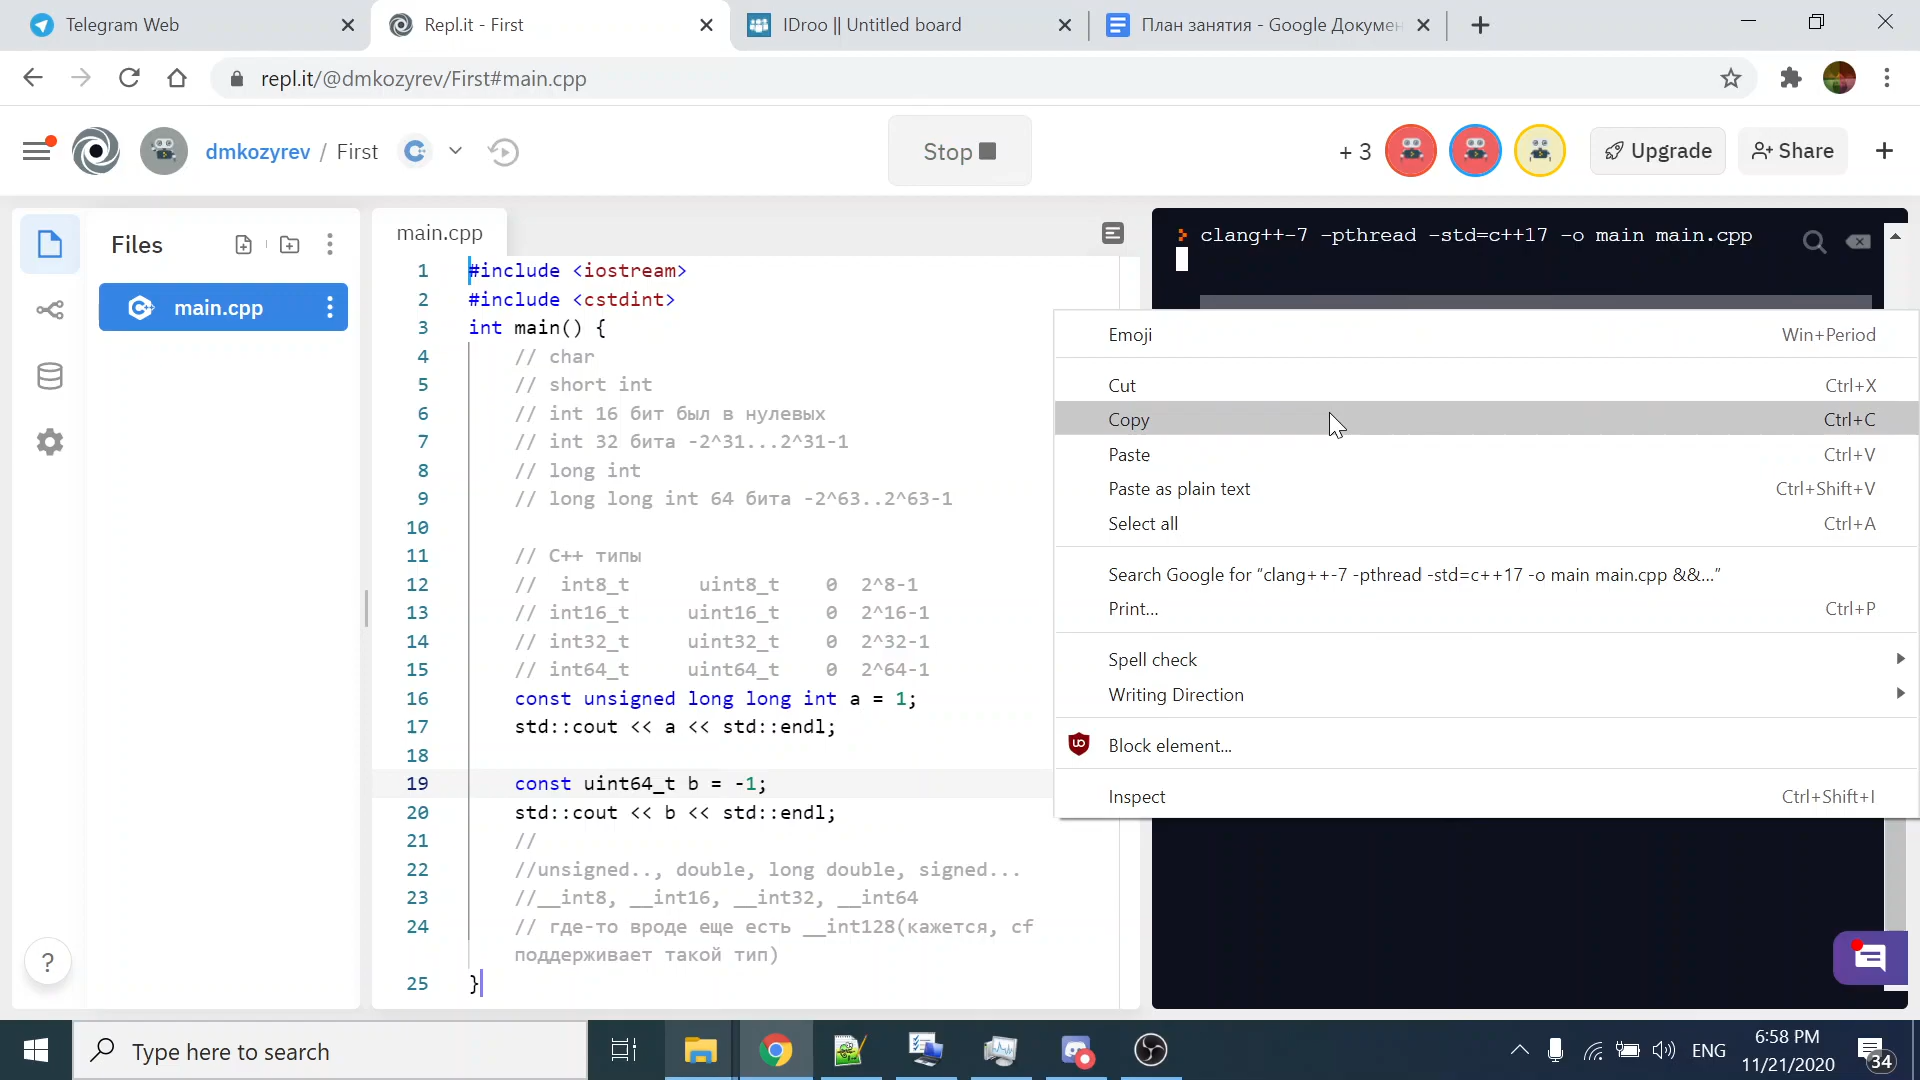 Telegram Web
Repl.it - First
IDroo || Untitled board
План занятия - Google Докумен
repl.it/@dmkozyrev/First#main.cpp
dmkozyrev / First
Stop
+ 3
Upgrade
Share
Files
main.cpp
main.cpp
1 #include <iostream>
2 #include <cstdint>
3 int main() {
4 // char
5 // short int
6 // int 16 бит был в нулевых
7 // int 32 бита -2^31...2^31-1
8 // long int
9 // long long int 64 бита -2^63..2^63-1
10
11 // C++ типы
12 //  int8_t      uint8_t    0  2^8-1
13 // int16_t     uint16_t    0  2^16-1
14 // int32_t     uint32_t    0  2^32-1
15 // int64_t     uint64_t    0  2^64-1
16 const unsigned long long int a = 1;
17 std::cout << a << std::endl;
18
19 const uint64_t b = -1;
20 std::cout << b << std::endl;
21 //
22 //unsigned.., double, long double, signed...
23 //__int8, __int16, __int32, __int64
24 // где-то вроде еще есть __int128(кажется, cf
поддерживает такой тип)
25 }
clang++-7 -pthread -std=c++17 -o main main.cpp
Emoji Win+Period
Cut Ctrl+X
Copy Ctrl+C
Paste Ctrl+V
Paste as plain text Ctrl+Shift+V
Select all Ctrl+A
Search Google for “clang++-7 -pthread -std=c++17 -o main main.cpp &&...”
Print... Ctrl+P
Spell check
Writing Direction
Block element...
Inspect Ctrl+Shift+I
?
Type here to search
ENG
6:58 PM
11/21/2020
34